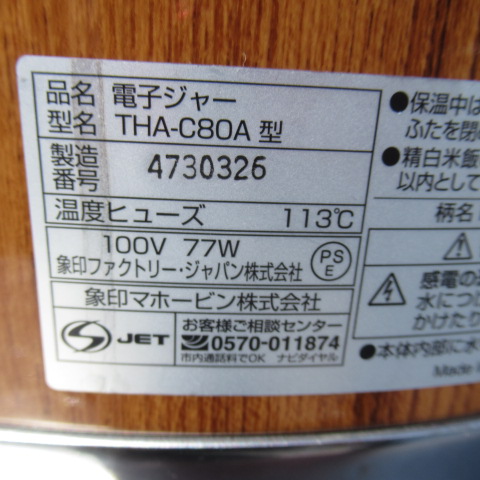 品名 電子ジャー
型名 THA-C80A 型
製造番号 4730326
温度ヒューズ 113℃
100V 77W
象印ファクトリー・ジャパン株式会社
PS
E
象印マホービン株式会社
S JET
お客様ご相談センター
0570-011874
市内通話料でOK ナビダイヤル
●保温中は
ふたを閉
●精白米飯
以内として
柄名
感電の
水につ
かけたり
●本体内部に水
Made